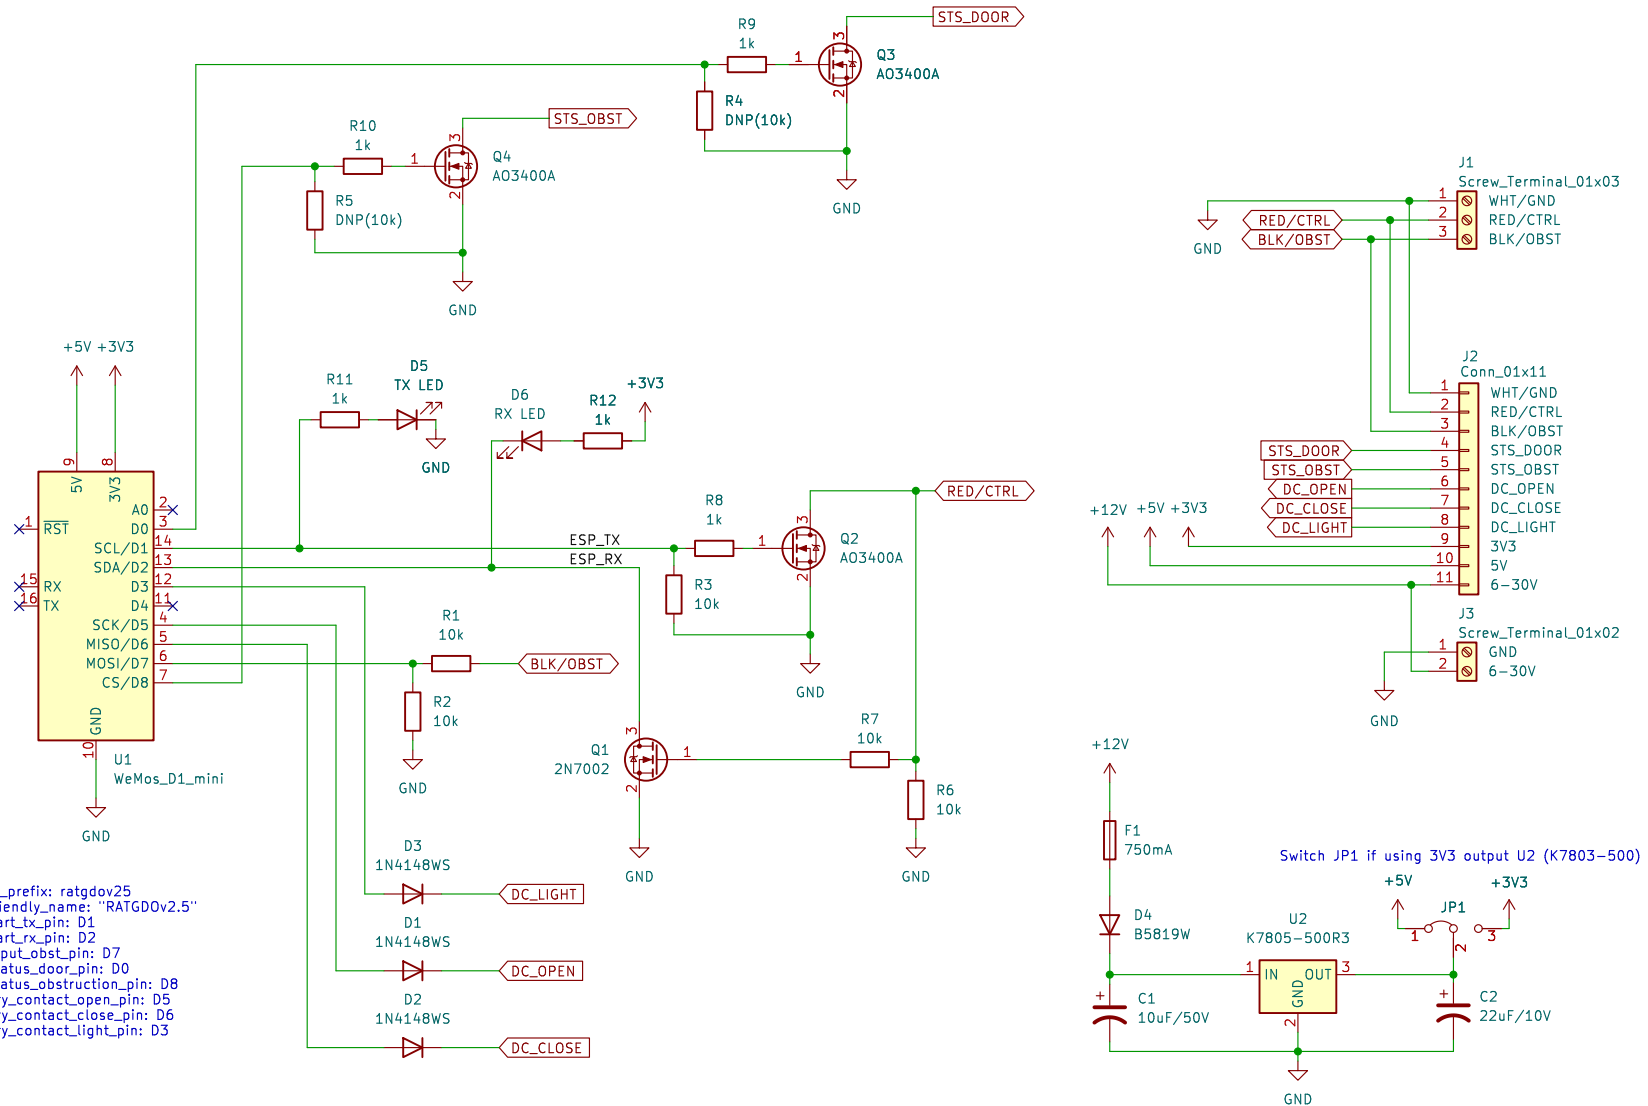 STS_DOOR
R9
1k
3
1
2
Q3
AO3400A
R4
DNP(10k)
GND
STS_OBST
R10
1k
3
1
2
Q4
AO3400A
R5
DNP(10k)
GND
+5V +3V3
R11
1k
D5
TX LED
GND
D6
RX LED
R12
1k
+3V3
9
8
5V
3V3
A0 2
1 RST
D0 3
SCL/D1 14
SDA/D2 13
15 RX
D3 12
16 TX
D4 11
SCK/D5 4
MISO/D6 5
MOSI/D7 6
CS/D8 7
GND
10
U1
WeMos_D1_mini
GND
ESP_TX
ESP_RX
R8
1k
3
1
2
Q2
AO3400A
R3
10k
GND
RED/CTRL
R1
10k
BLK/OBST
R2
10k
GND
Q1
2N7002
3
1
2
GND
R7
10k
R6
10k
GND
D3
1N4148WS
DC_LIGHT
D1
1N4148WS
DC_OPEN
D2
1N4148WS
DC_CLOSE
_prefix: ratgdov25
iendly_name: "RATGDOv2.5"
art_tx_pin: D1
art_rx_pin: D2
put_obst_pin: D7
atus_door_pin: D0
atus_obstruction_pin: D8
ry_contact_open_pin: D5
ry_contact_close_pin: D6
ry_contact_light_pin: D3
J1
Screw_Terminal_01x03
1 WHT/GND
RED/CTRL 2 RED/CTRL
BLK/OBST 3 BLK/OBST
GND
J2
Conn_01x11
1 WHT/GND
2 RED/CTRL
3 BLK/OBST
STS_DOOR 4 STS_DOOR
STS_OBST 5 STS_OBST
DC_OPEN 6 DC_OPEN
DC_CLOSE 7 DC_CLOSE
DC_LIGHT 8 DC_LIGHT
+12V +5V +3V3
9 3V3
10 5V
11 6-30V
J3
Screw_Terminal_01x02
1 GND
2 6-30V
GND
+12V
F1
750mA
D4
B5819W
C1
10uF/50V
+
Switch JP1 if using 3V3 output U2 (K7803-500)
+5V
+3V3
JP1
1
2
3
U2
K7805-500R3
1 IN OUT 3
GND
2
+
C2
22uF/10V
GND